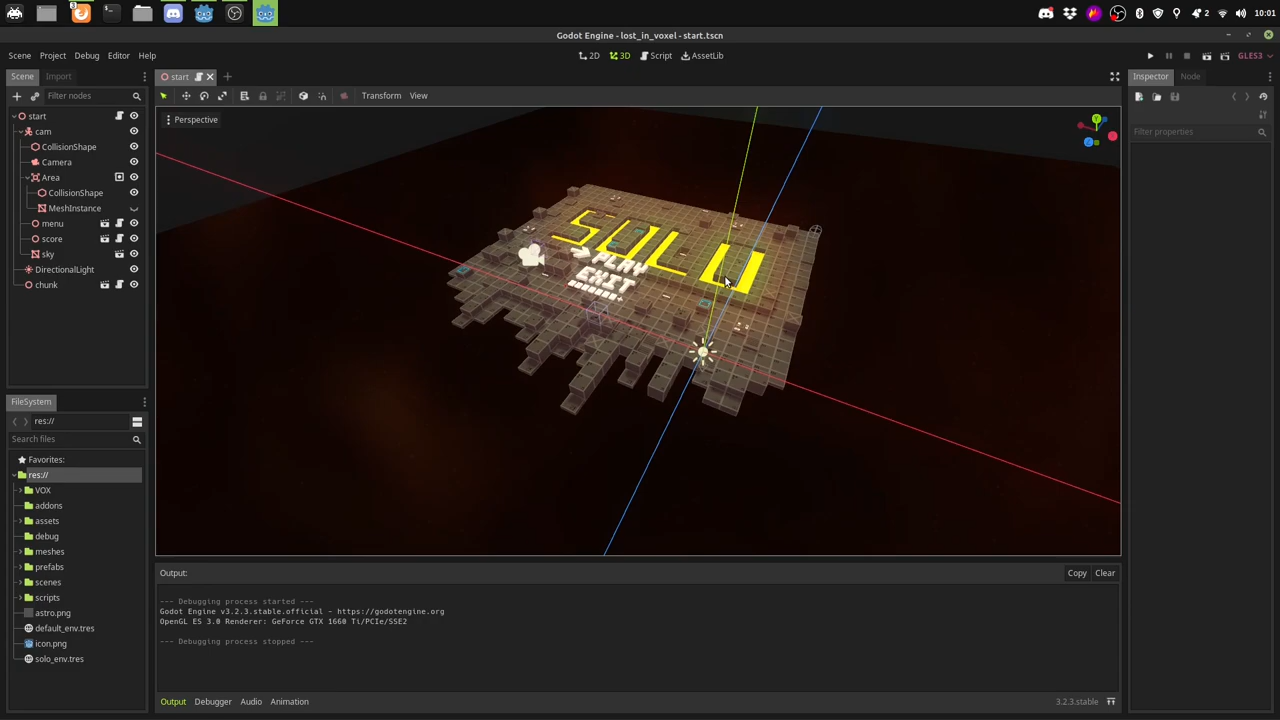 3
2
10:01
Godot Engine - lost_in_voxel - start.tscn
Scene Project Debug Editor Help
2D 3D Script AssetLib
GLES3
Scene Import
Filter nodes
start
cam
CollisionShape
Camera
Area
CollisionShape
MeshInstance
menu
score
sky
DirectionalLight
chunk
start
Transform View
Perspective
Y
Z
PLAY
EXIT
Inspector Node
Filter properties
FileSystem
res://
Search files
Favorites:
res://
VOX
addons
assets
debug
meshes
prefabs
scenes
scripts
astro.png
default_env.tres
icon.png
solo_env.tres
Output:
Copy Clear
--- Debugging process started ---
Godot Engine v3.2.3.stable.official - https://godotengine.org
OpenGL ES 3.0 Renderer: GeForce GTX 1660 Ti/PCIe/SSE2
--- Debugging process stopped ---
Output Debugger Audio Animation
3.2.3.stable